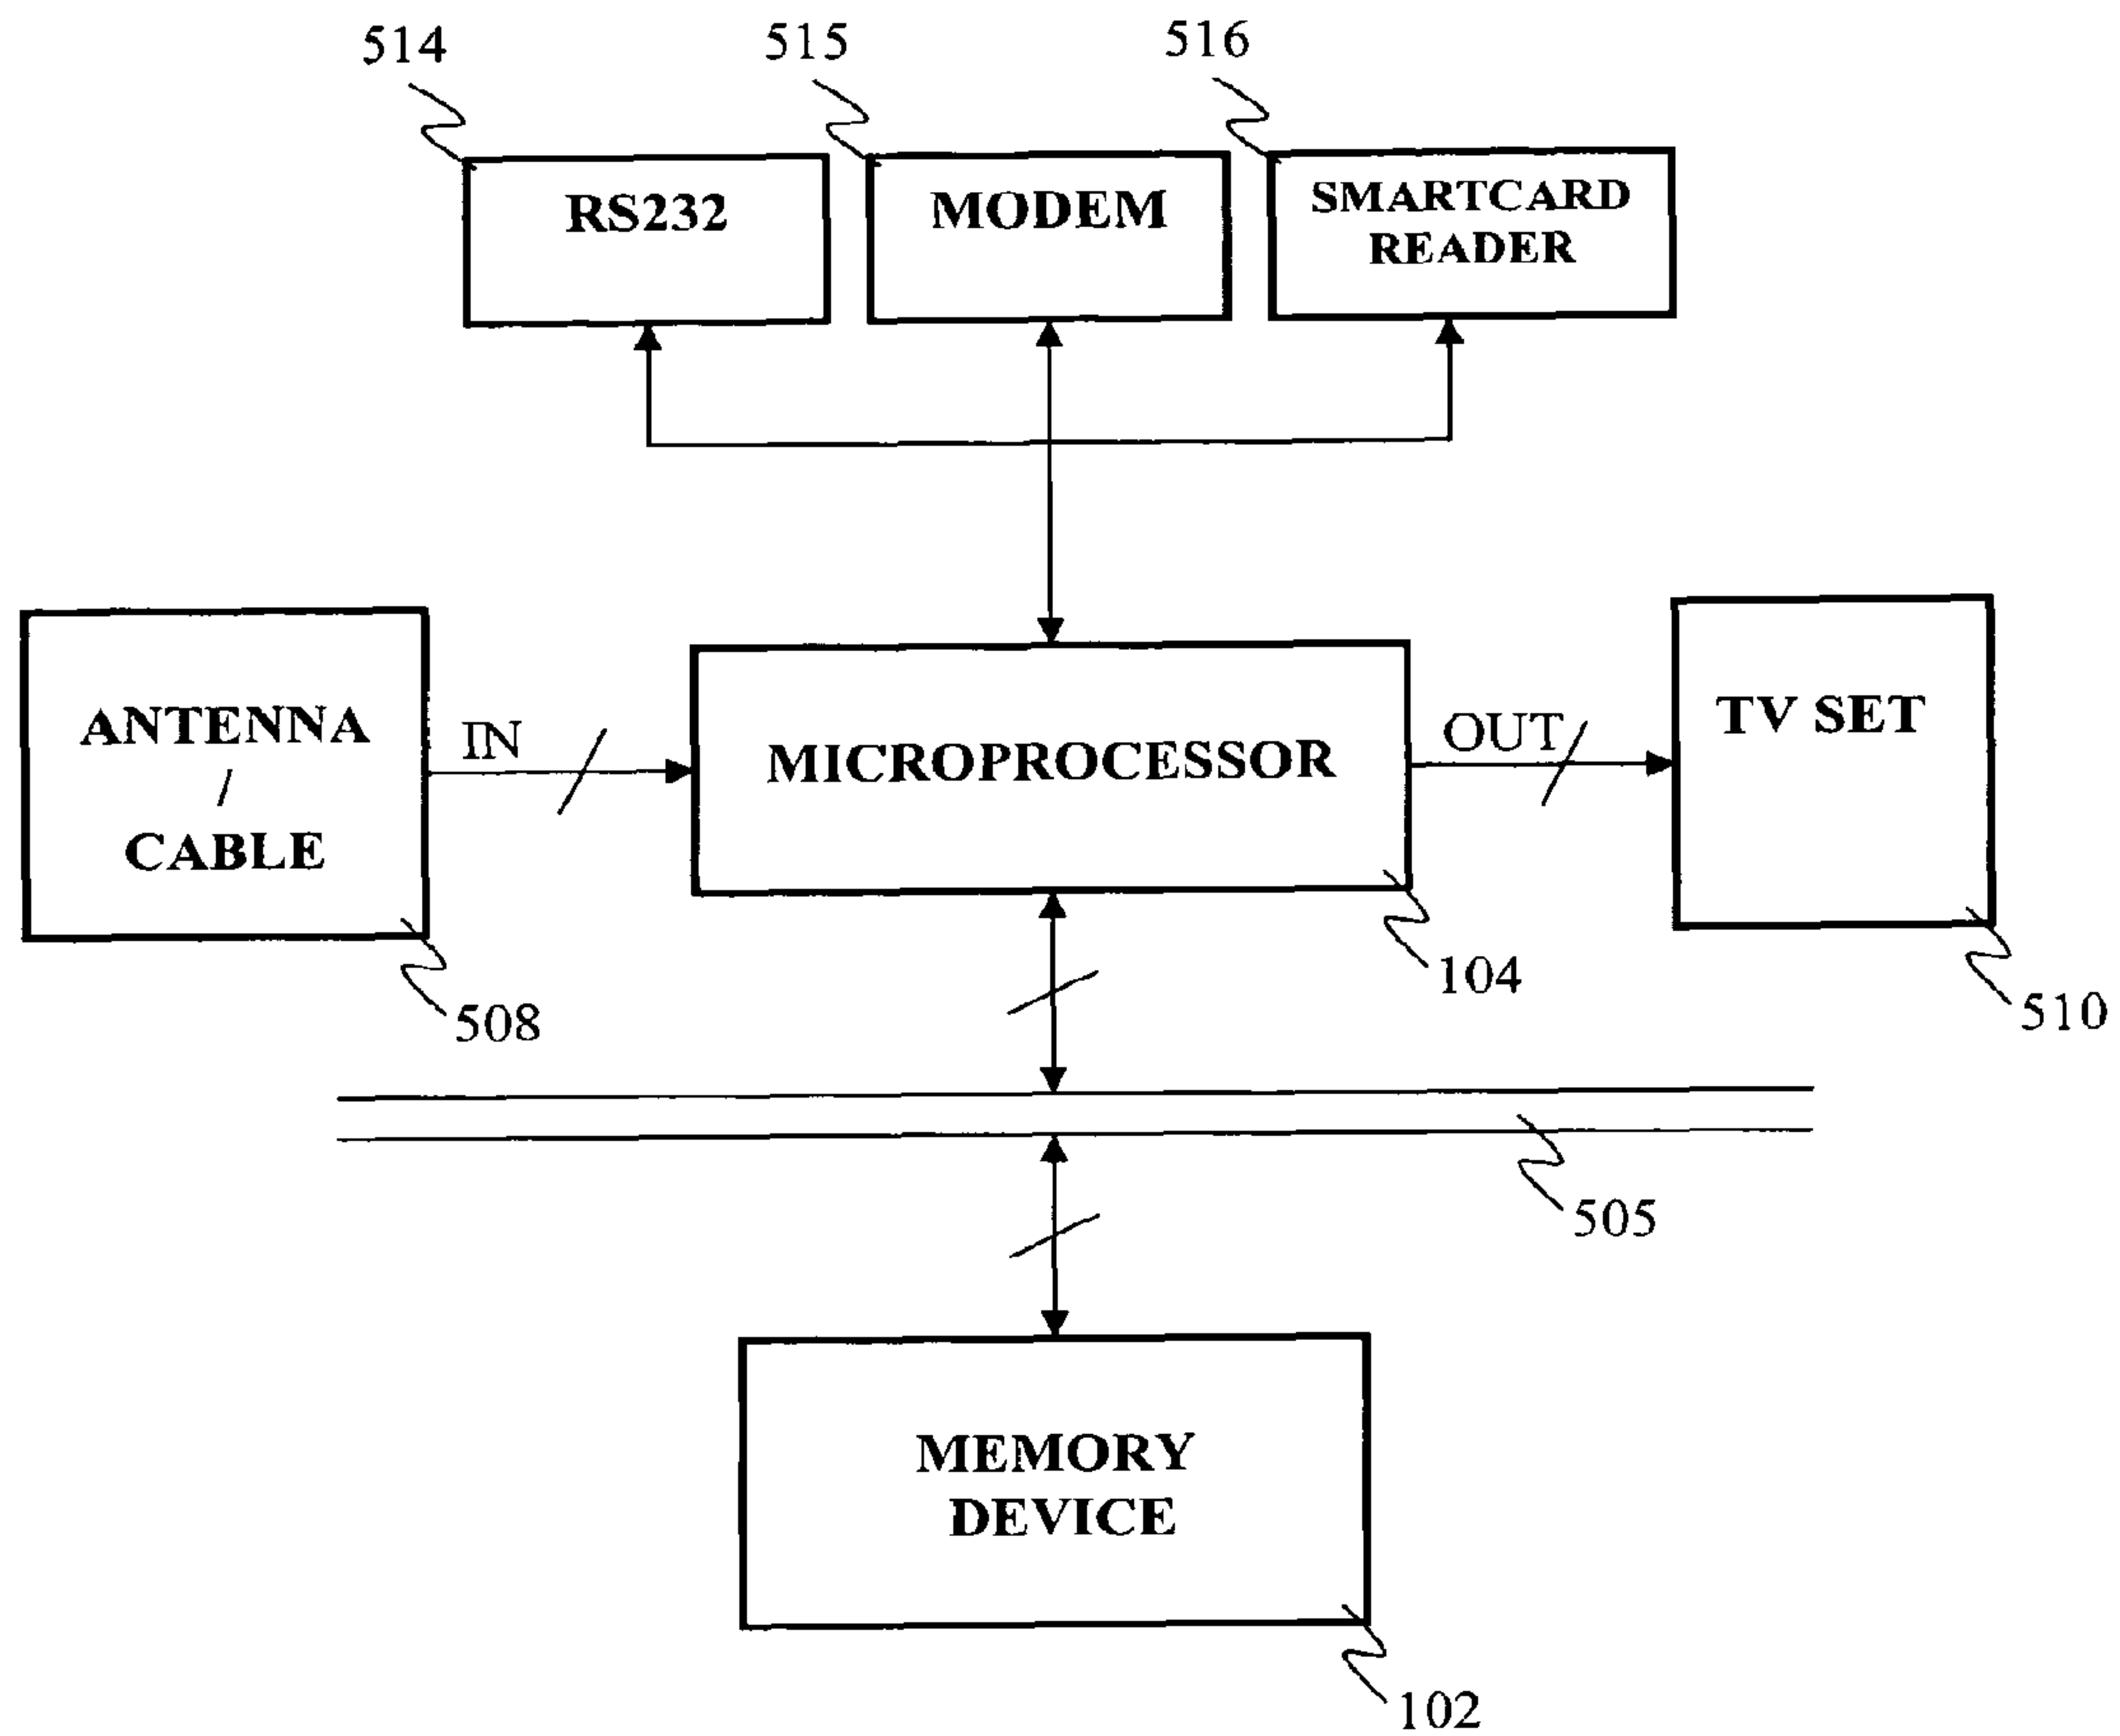 514
515
516
RS232
MODEM
SMARTCARD
READER
ANTENNA
/
CABLE
IN
MICROPROCESSOR
OUT
TV SET
508
104
510
505
MEMORY
DEVICE
102